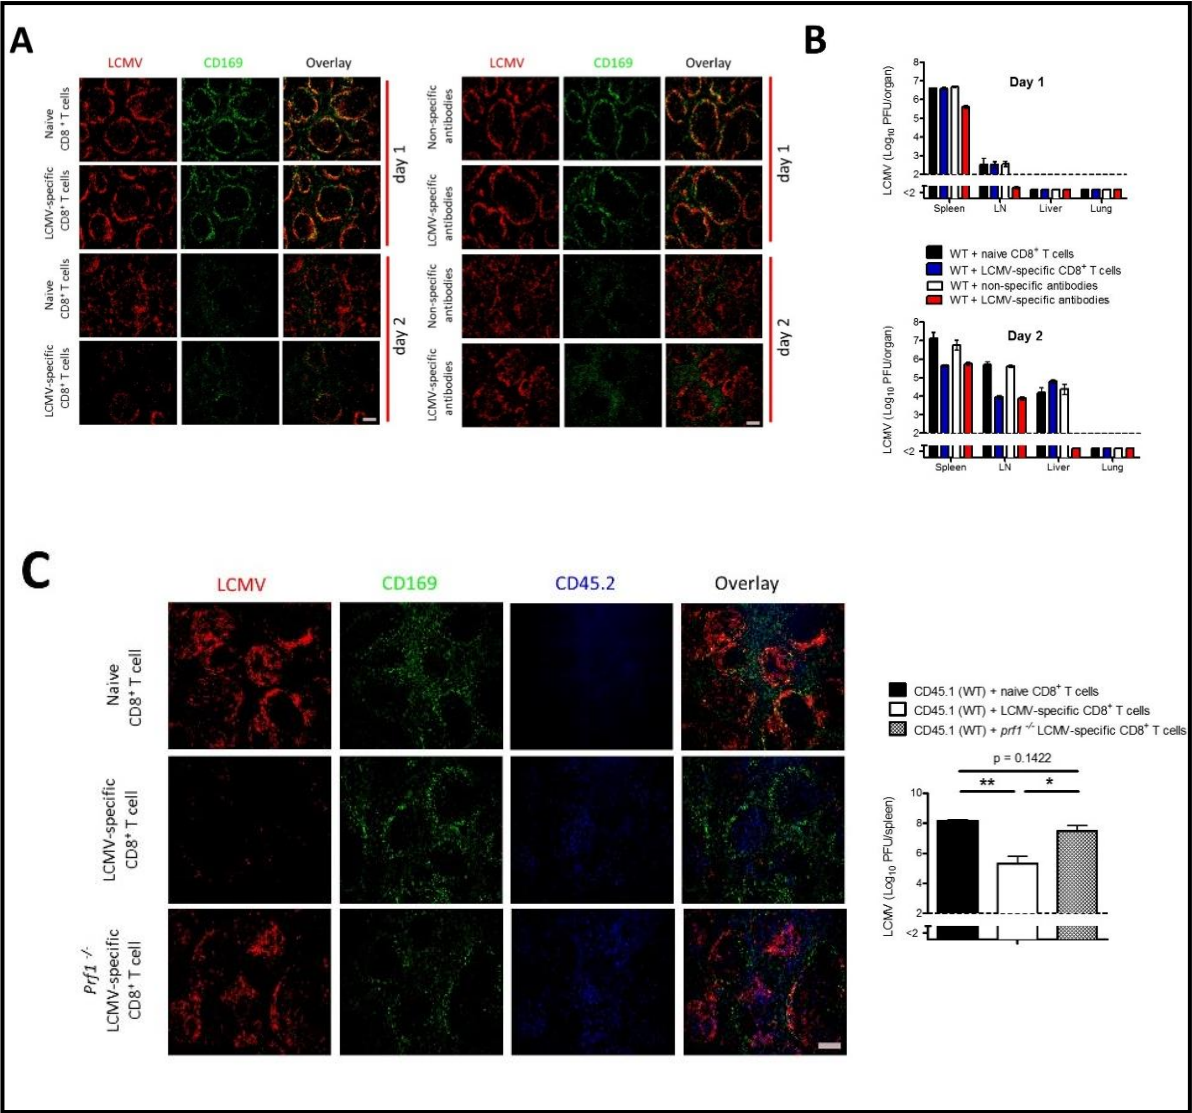 A
LCMV CD169 Overlay
Naive
CD8+ T cells
LCMV-specific
CD8+ T cells
day 1
Naive
CD8+ T cells
LCMV-specific
CD8+ T cells
day 2
LCMV CD169 Overlay
Non-specific
antibodies
LCMV-specific
antibodies
day 1
Non-specific
antibodies
LCMV-specific
antibodies
day 2
B
Day 1
LCMV (Log10 PFU/organ)
8
7
6
5
4
3
2
<2
Spleen LN Liver Lung
WT + naive CD8+ T cells
WT + LCMV-specific CD8+ T cells
WT + non-specific antibodies
WT + LCMV-specific antibodies
Day 2
LCMV (Log10 PFU/organ)
8
7
6
5
4
3
2
<2
Spleen LN Liver Lung
C
LCMV CD169 CD45.2 Overlay
Naive
CD8+ T cell
LCMV-specific
CD8+ T cell
Prf1 -/-
LCMV-specific
CD8+ T cell
CD45.1 (WT) + naive CD8+ T cells
CD45.1 (WT) + LCMV-specific CD8+ T cells
CD45.1 (WT) + prf1 -/- LCMV-specific CD8+ T cells
p = 0.1422
** *
LCMV (Log10 PFU/spleen)
10
8
6
4
2
<2